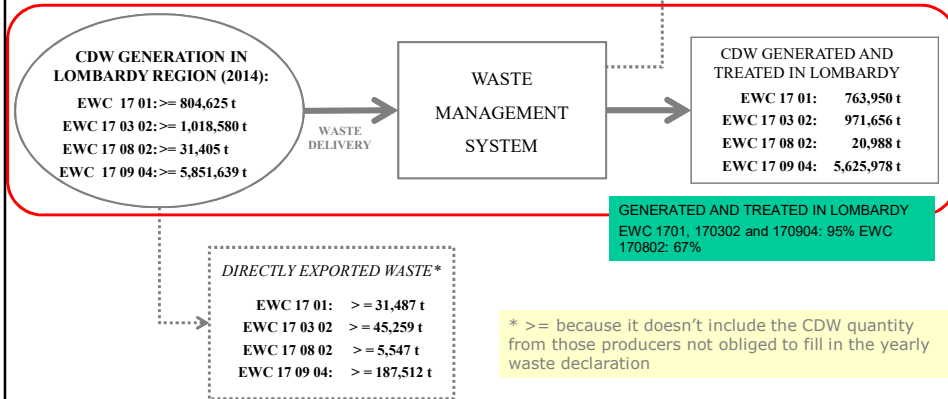 CDW GENERATION IN
LOMBARDY REGION (2014):
EWC 17 01: >= 804,625 t
EWC 17 03 02: >= 1,018,580 t
EWC 17 08 02: >= 31,405 t
EWC 17 09 04: >= 5,851,639 t
WASTE
DELIVERY
WASTE
MANAGEMENT
SYSTEM
CDW GENERATED AND
TREATED IN LOMBARDY
EWC 17 01: 763,950 t
EWC 17 03 02: 971,656 t
EWC 17 08 02: 20,988 t
EWC 17 09 04: 5,625,978 t
GENERATED AND TREATED IN LOMBARDY
EWC 1701, 170302 and 170904: 95% EWC
170802: 67%
DIRECTLY EXPORTED WASTE*
EWC 17 01: > = 31,487 t
EWC 17 03 02 > = 45,259 t
EWC 17 08 02 > = 5,547 t
EWC 17 09 04: > = 187,512 t
* >= because it doesn’t include the CDW quantity
from those producers not obliged to fill in the yearly
waste declaration